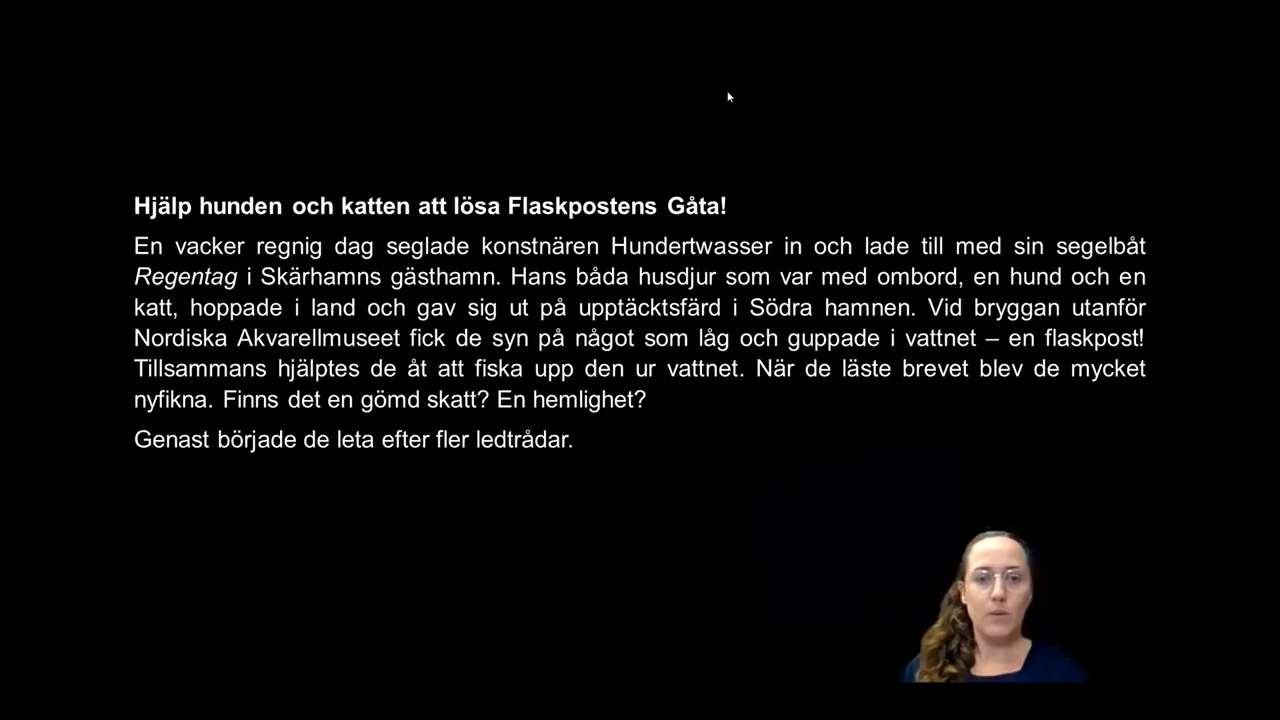 Hjälp hunden och katten att lösa Flaskpostens Gåta!
En vacker regnig dag seglade konstnären Hundertwasser in och lade till med sin segelbåt
Regentag i Skärhamns gästhamn. Hans båda husdjur som var med ombord, en hund och en
katt, hoppade i land och gav sig ut på upptäcktsfärd i Södra hamnen. Vid bryggan utanför
Nordiska Akvarellmuseet fick de syn på något som låg och guppade i vattnet – en flaskpost!
Tillsammans hjälptes de åt att fiska upp den ur vattnet. När de läste brevet blev de mycket
nyfikna. Finns det en gömd skatt? En hemlighet?
Genast började de leta efter fler ledtrådar.